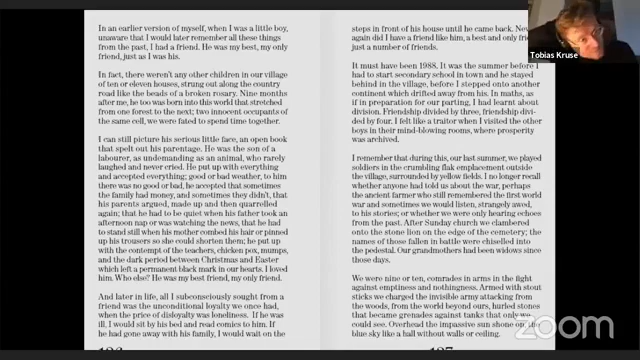 In an earlier version of myself, when I was a little boy,
unaware that I would later remember all these things
from the past, I had a friend. He was my best, my only
friend, just as I was his.
In fact, there weren't any other children in our village
of ten or eleven houses, strung out along the country
road like the beads of a broken rosary. Nine months
after me, he too was born into this world that stretched
from one forest to the next; two innocent occupants of
the same cell, we were fated to spend time together.
I can still picture his serious little face, an open book
that spelt out his parentage. He was the son of a
labourer, as undemanding as an animal, who rarely
laughed and never cried. He put up with everything
and accepted everything; good or bad weather, to him
there was no good or bad, he accepted that sometimes
the family had money, and sometimes they didn't, that
his parents argued, made up and then quarrelled
again; that he had to be quiet when his father took an
afternoon nap or was watching the news, that he had
to stand still when his mother combed his hair or pinned
up his trousers so she could shorten them; he put up
with the contempt of the teachers, chicken pox, mumps,
and the dark period between Christmas and Easter
which left a permanent black mark in our hearts. I loved
him. Who else? He was my best friend, my only friend.
And later in life, all I subconsciously sought from a
friend was the unconditional loyalty we once had,
when the price of disloyalty was loneliness. If he was
ill, I would sit by his bed and read comics to him. If
he had gone away with his family, I would wait on the
steps in front of his house until he came back. Never
again did I have a friend like him, a best and only
just a number of friends.
It must have been 1988. It was the summer before I
had to start secondary school in town and he stayed
behind in the village, before I stepped onto another
continent which drifted away from his. In maths, as
if in preparation for our parting, I had learnt about
division. Friendship divided by three, friendship divi-
ded by four. I felt like a traitor when I visited the other
boys in their mind-blowing rooms, where prosperity
was archived.
I remember that during this, our last summer, we played
soldiers in the crumbling flak emplacement outside
the village, surrounded by yellow fields. I no longer recall
whether anyone had told us about the war, perhaps
the ancient farmer who still remembered the first world
war and sometimes we would listen, strangely awed,
to his stories; or whether we were only hearing echoes
from the past. After Sunday church we clambered
onto the stone lion on the edge of the cemetery; the
names of those fallen in battle were chiselled into the
pedestal. Our grandmothers had been widows since
those days.
We were nine or ten, comrades in arms in the fight
against emptiness and nothingness. Armed with stout
sticks we charged the invisible army attacking from
the woods, from the world beyond ours, hurled stones
that became grenades against tanks that only we
could see. Overhead the impassive sun shone on, the
blue sky like a ball without walls or ceiling.
Tobias Kruse
zoom